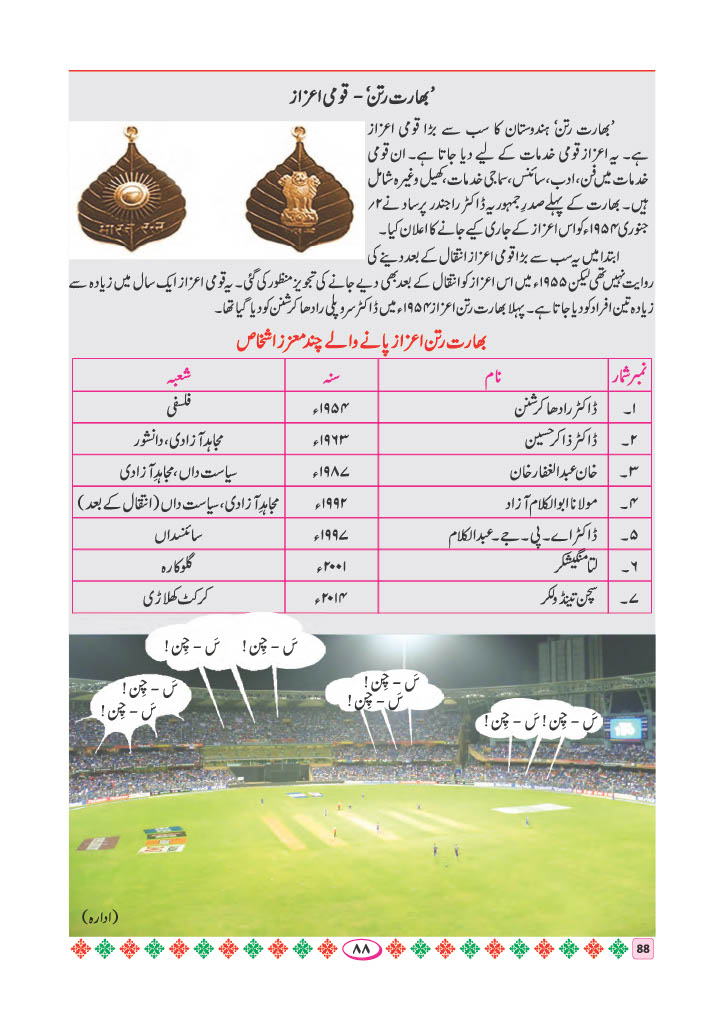 ’بھارت رتن‘ – قومی اعزاز
’بھارت رتن‘ ہندوستان کا سب سے بڑا قومی اعزاز
ہے۔ یہ اعزاز قومی خدمات کے لیے دیا جاتا ہے۔ ان قومی
خدمات میں فن، ادب، سائنس، سماجی خدمات، کھیل وغیرہ شامل
ہیں۔ بھارت کے پہلے صدرِ جمہوریہ ڈاکٹر راجندر پرساد نے ۲؍
جنوری ۱۹۵۴ء کو اس اعزاز کے جاری کیے جانے کا اعلان کیا۔
ابتدا میں یہ سب سے بڑا قومی اعزاز انتقال کے بعد دینے کی
روایت نہیں تھی لیکن ۱۹۵۵ء میں اس اعزاز کو انتقال کے بعد بھی دیے جانے کی تجویز منظور کی گئی۔ یہ قومی اعزاز ایک سال میں زیادہ سے
زیادہ تین افراد کو دیا جاتا ہے۔ پہلا بھارت رتن اعزاز ۱۹۵۴ء میں ڈاکٹر سروپلی رادھا کرشنن کو دیا گیا تھا۔
भारत रत्न
सत्यमेव जयते
بھارت رتن اعزاز پانے والے چند معزز اشخاص
نمبر شمار نام سنہ شعبہ
۱۔ ڈاکٹر رادھا کرشنن ۱۹۵۴ء فلسفی
۲۔ ڈاکٹر ذاکر حسین ۱۹۶۳ء مجاہدِ آزادی، دانشور
۳۔ خان عبدالغفار خان ۱۹۸۷ء سیاست داں، مجاہدِ آزادی
۴۔ مولانا ابوالکلام آزاد ۱۹۹۲ء مجاہدِ آزادی، سیاست داں (انتقال کے بعد)
۵۔ ڈاکٹر اے۔ پی۔ جے۔ عبدالکلام ۱۹۹۷ء سائنسداں
۶۔ لتا منگیشکر ۲۰۰۱ء گلوکارہ
۷۔ سچن تینڈولکر ۲۰۱۴ء کرکٹ کھلاڑی
سَ – چِن ! سَ – چِن !
سَ – چِن !
سَ – چِن !
سَ – چِن !
سَ – چِن !
سَ – چِن ! سَ – چِن !
(ادارہ)
۸۸
88